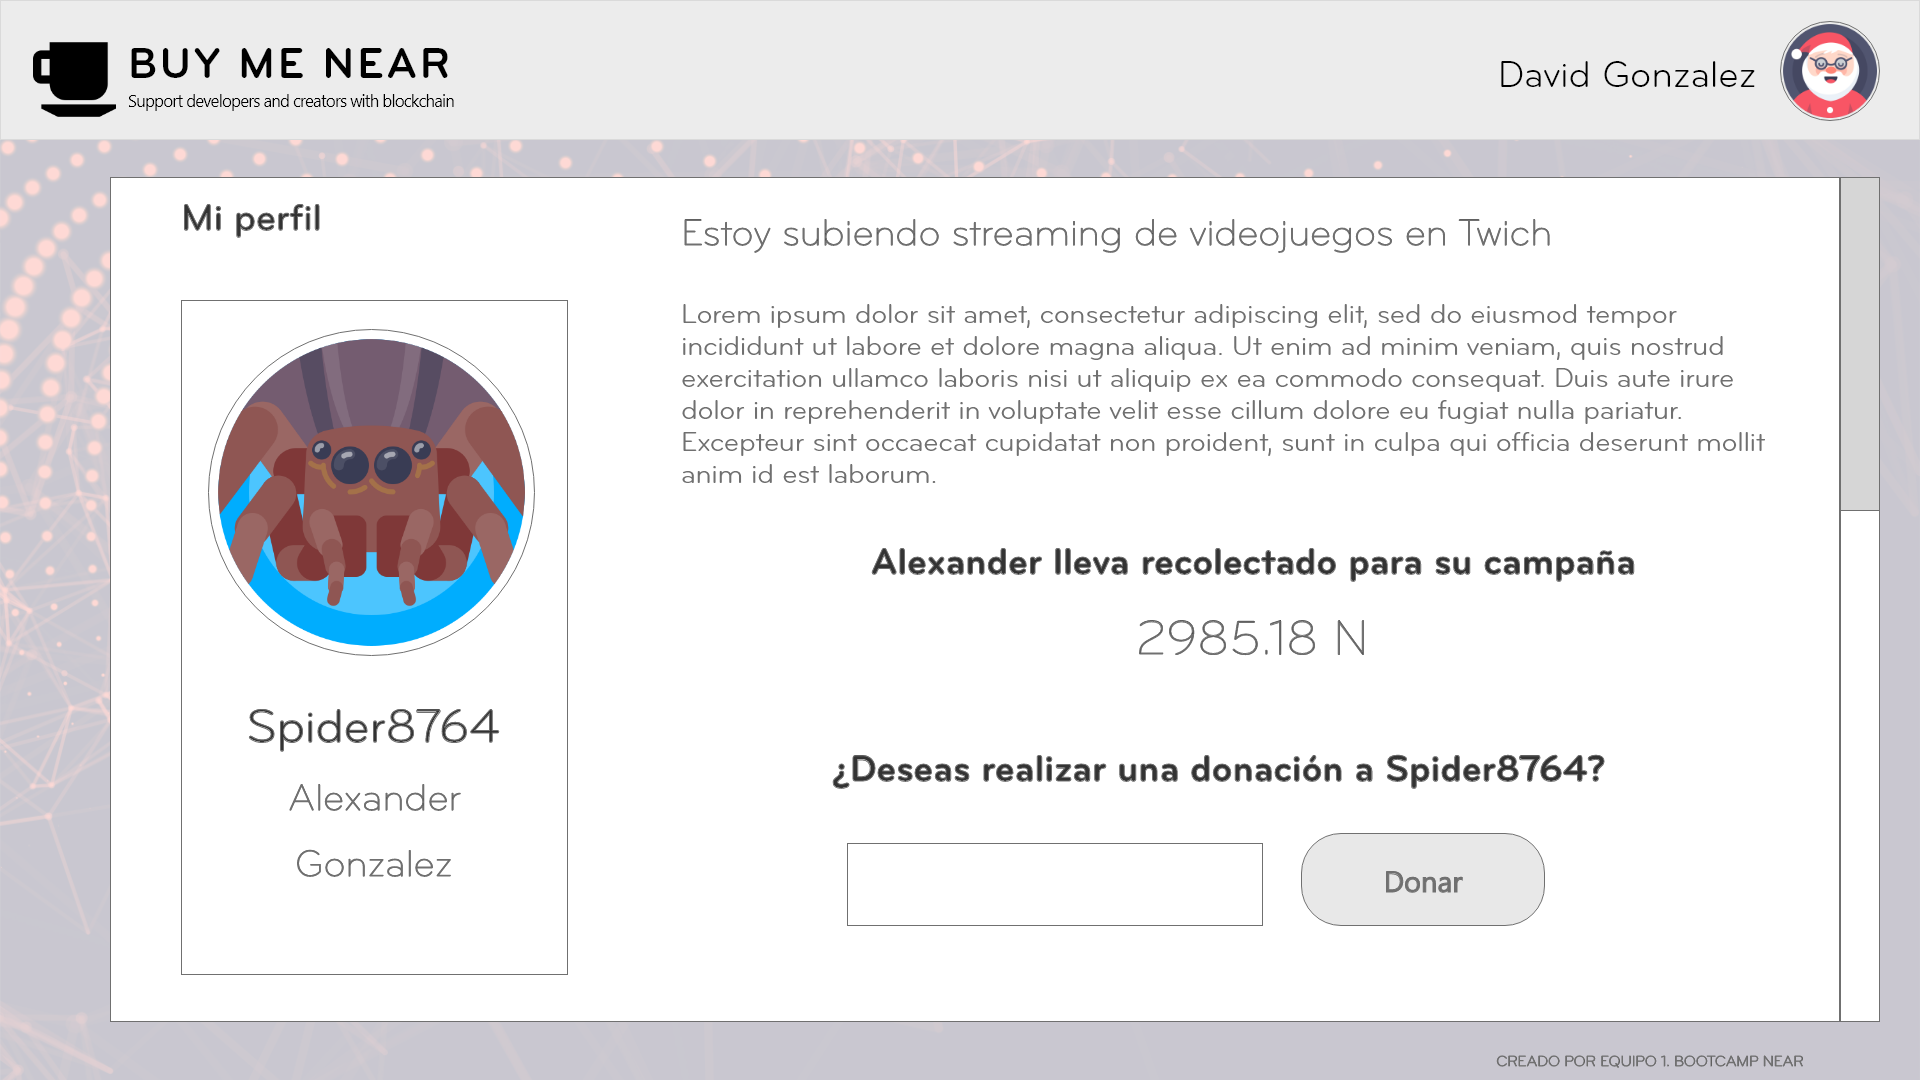 BUY ME NEAR
Support developers and creators with blockchain
David Gonzalez
Mi perfil
Spider8764
Alexander
Gonzalez
Estoy subiendo streaming de videojuegos en Twich
Lorem ipsum dolor sit amet, consectetur adipiscing elit, sed do eiusmod tempor
incididunt ut labore et dolore magna aliqua. Ut enim ad minim veniam, quis nostrud
exercitation ullamco laboris nisi ut aliquip ex ea commodo consequat. Duis aute irure
dolor in reprehenderit in voluptate velit esse cillum dolore eu fugiat nulla pariatur.
Excepteur sint occaecat cupidatat non proident, sunt in culpa qui officia deserunt mollit
anim id est laborum.
Alexander lleva recolectado para su campaña
2985.18 N
¿Deseas realizar una donación a Spider8764?
Donar
CREADO POR EQUIPO 1. BOOTCAMP NEAR